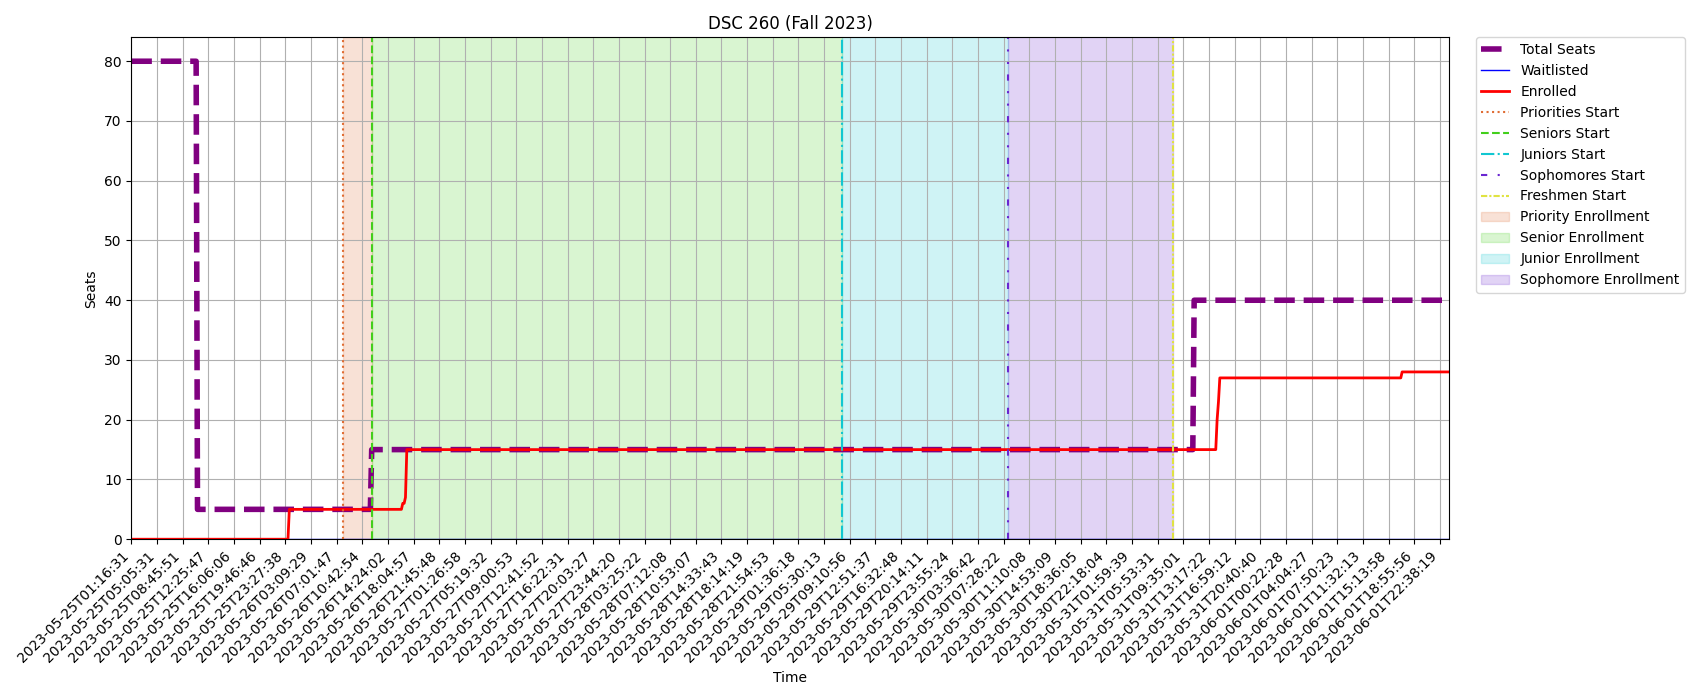 DSC 260 (Fall 2023)
Seats
80
70
60
50
40
30
20
10
0
2023-05-25T01:16:31
2023-05-25T05:05:31
2023-05-25T08:45:51
2023-05-25T12:25:47
2023-05-25T16:06:06
2023-05-25T19:46:46
2023-05-25T23:27:38
2023-05-26T03:09:29
2023-05-26T07:01:47
2023-05-26T10:42:54
2023-05-26T14:24:02
2023-05-26T18:04:57
2023-05-26T21:45:48
2023-05-27T01:26:58
2023-05-27T05:19:32
2023-05-27T09:00:53
2023-05-27T12:41:52
2023-05-27T16:22:31
2023-05-27T20:03:27
2023-05-27T23:44:20
2023-05-28T03:25:22
2023-05-28T07:12:08
2023-05-28T10:53:07
2023-05-28T14:33:43
2023-05-28T18:14:19
2023-05-28T21:54:53
2023-05-29T01:36:18
2023-05-29T05:30:13
2023-05-29T09:10:56
2023-05-29T12:51:37
2023-05-29T16:32:48
2023-05-29T20:14:11
2023-05-29T23:55:24
2023-05-30T03:36:42
2023-05-30T07:28:22
2023-05-30T11:10:08
2023-05-30T14:53:09
2023-05-30T18:36:05
2023-05-30T22:18:04
2023-05-31T01:59:39
2023-05-31T05:53:31
2023-05-31T09:35:01
2023-05-31T13:17:22
2023-05-31T16:59:12
2023-05-31T20:40:40
2023-06-01T00:22:28
2023-06-01T04:04:27
2023-06-01T07:50:23
2023-06-01T11:32:13
2023-06-01T15:13:58
2023-06-01T18:55:56
2023-06-01T22:38:19
Time
Total Seats
Waitlisted
Enrolled
Priorities Start
Seniors Start
Juniors Start
Sophomores Start
Freshmen Start
Priority Enrollment
Senior Enrollment
Junior Enrollment
Sophomore Enrollment